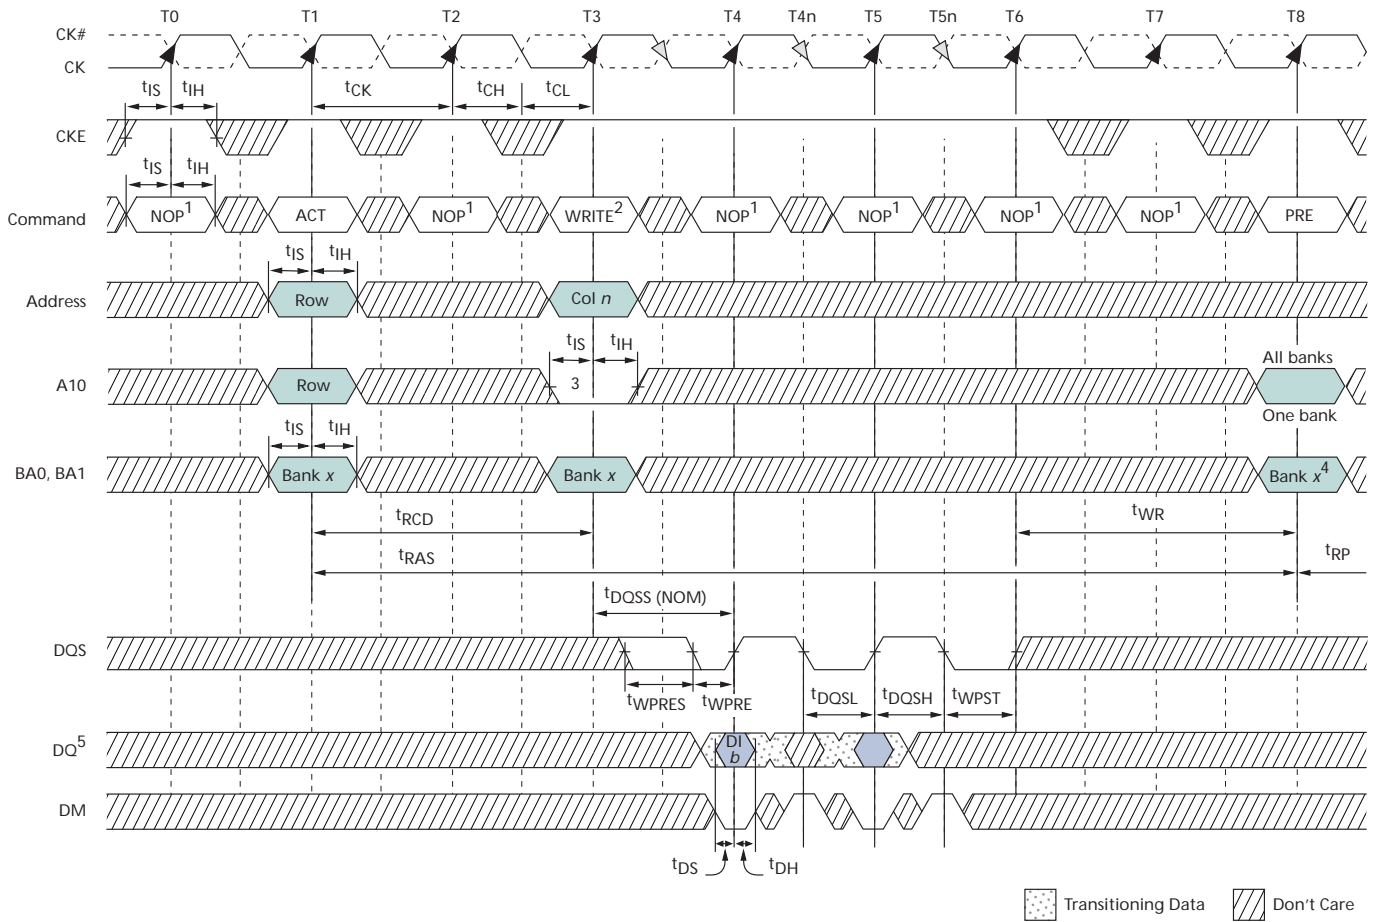 T0 T1 T2 T3 T4 T4n T5 T5n T6 T7 T8
CK#
CK
tIS tIH tCK tCH tCL
CKE
tIS tIH
Command NOP1 ACT NOP1 WRITE2 NOP1 NOP1 NOP1 NOP1 PRE
tIS tIH
Address Row Col n
tIS tIH
All banks
A10 Row 3
One bank
tIS tIH
BA0, BA1 Bank x Bank x Bank x4
tRCD tWR
tRAS tRP
tDQSS (NOM)
DQS
tWPRES tWPRE tDQSL tDQSH tWPST
DQ5 DI
b
DM
tDS tDH
Transitioning Data Don't Care